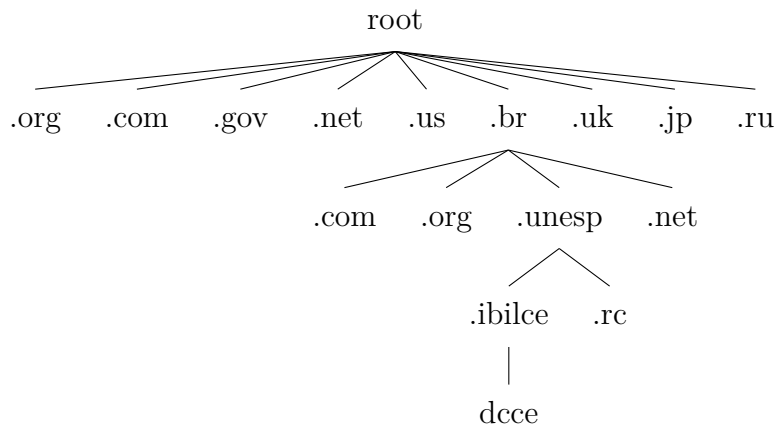 root
.org .com .gov .net .us .br .uk .jp .ru
.com .org .unesp .net
.ibilce .rc
dcce